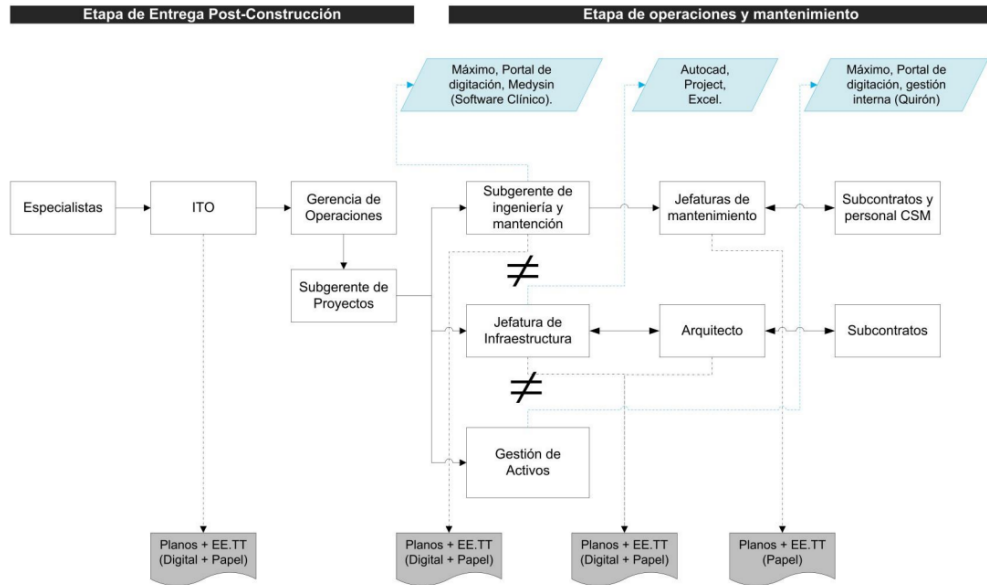 Etapa de Entrega Post-Construcción
Etapa de operaciones y mantenimiento
Máximo, Portal de
digitación, Medysin
(Software Clínico).
Autocad,
Project,
Excel.
Máximo, Portal de
digitación, gestión
interna (Quirón)
Especialistas
ITO
Gerencia de
Operaciones
Subgerente de
ingeniería y
mantención
Jefaturas de
mantenimiento
Subcontratos y
personal CSM
Subgerente de
Proyectos
≠
Jefatura de
Infraestructura
Arquitecto
Subcontratos
≠
Gestión de
Activos
Planos + EE.TT
(Digital + Papel)
Planos + EE.TT
(Digital + Papel)
Planos + EE.TT
(Digital + Papel)
Planos + EE.TT
(Papel)